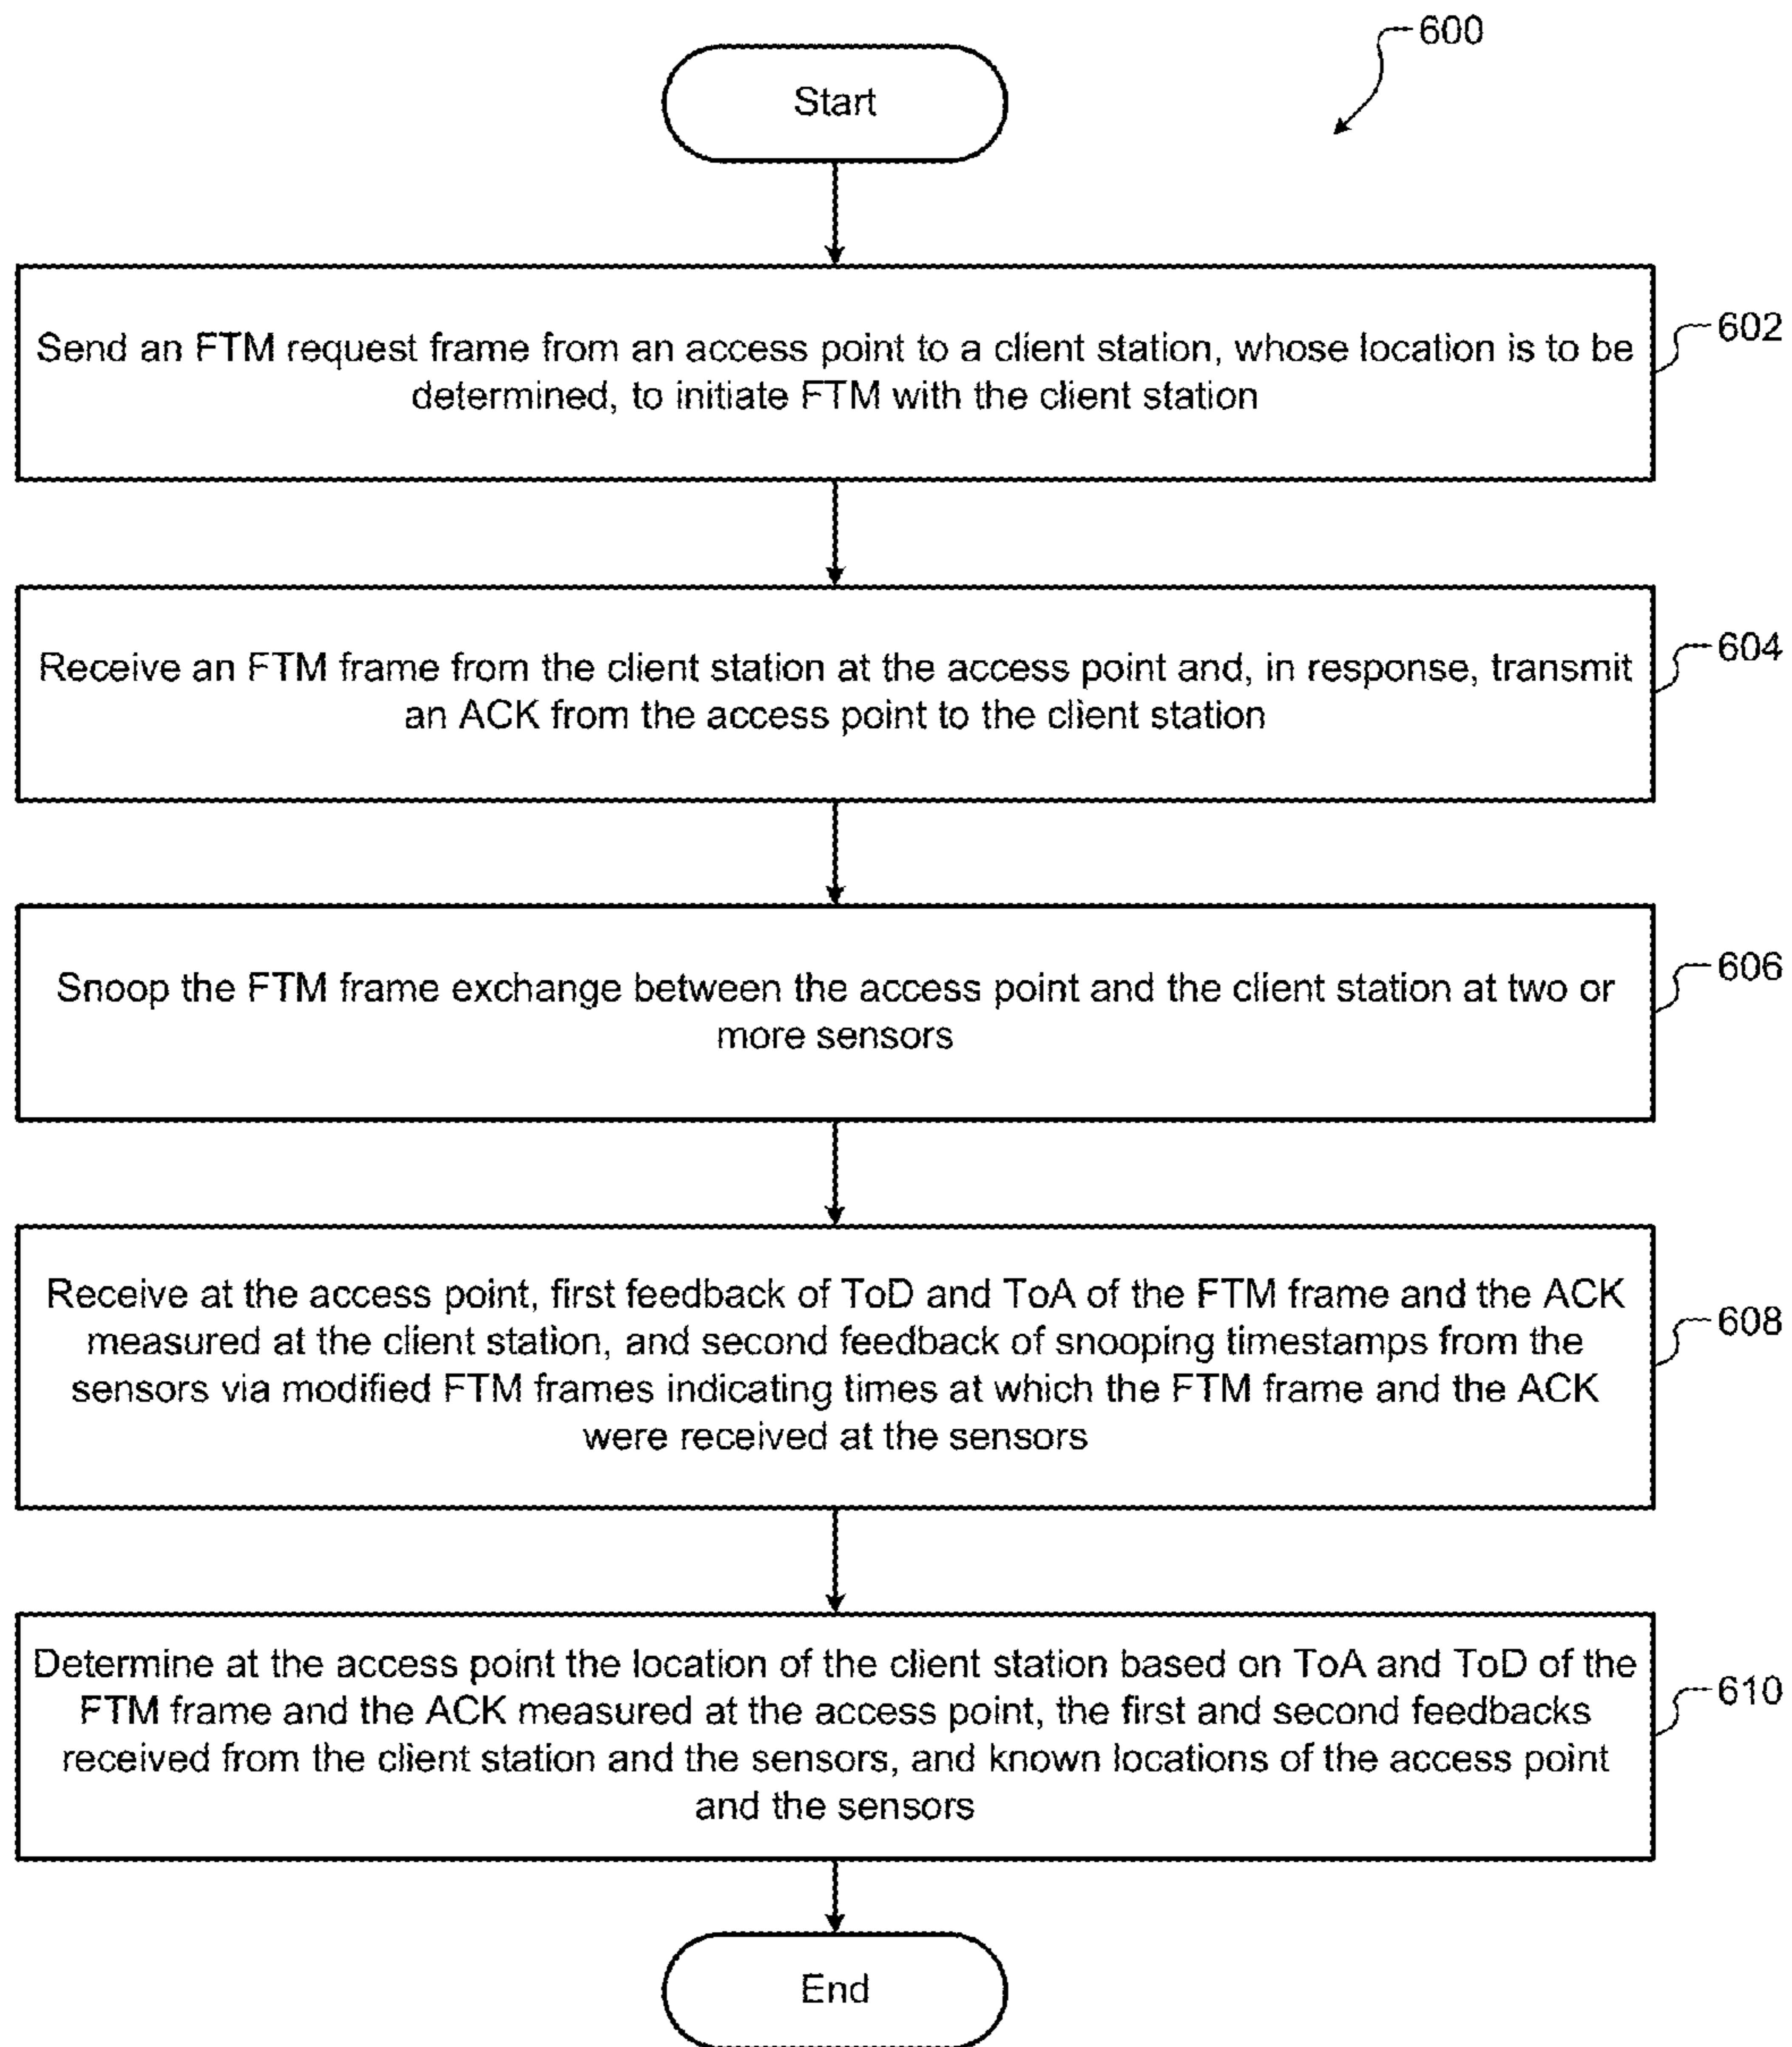 600
Start
Send an FTM request frame from an access point to a client station, whose location is to be
determined, to initiate FTM with the client station
602
Receive an FTM frame from the client station at the access point and, in response, transmit
an ACK from the access point to the client station
604
Snoop the FTM frame exchange between the access point and the client station at two or
more sensors
606
Receive at the access point, first feedback of ToD and ToA of the FTM frame and the ACK
measured at the client station, and second feedback of snooping timestamps from the
sensors via modified FTM frames indicating times at which the FTM frame and the ACK
were received at the sensors
608
Determine at the access point the location of the client station based on ToA and ToD of the
FTM frame and the ACK measured at the access point, the first and second feedbacks
received from the client station and the sensors, and known locations of the access point
and the sensors
610
End